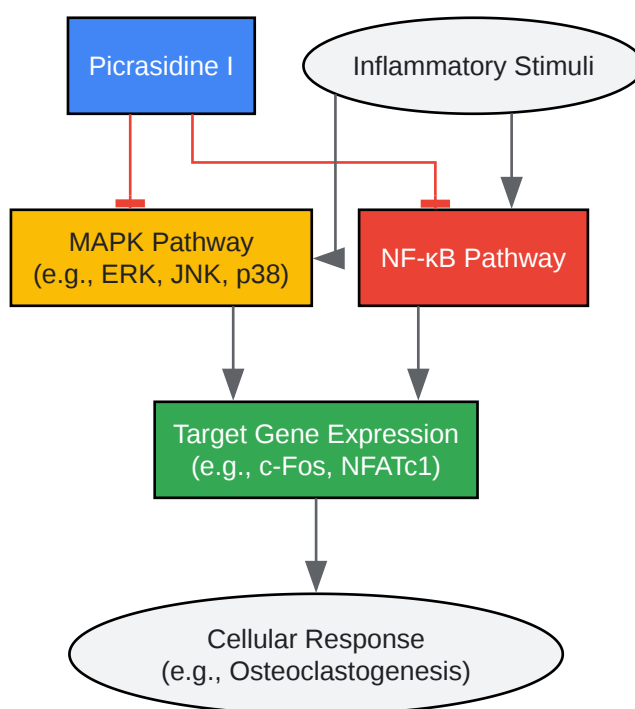 Picrasidine I
Inflammatory Stimuli
MAPK Pathway
(e.g., ERK, JNK, p38)
NF-κB Pathway
Target Gene Expression
(e.g., c-Fos, NFATc1)
Cellular Response
(e.g., Osteoclastogenesis)